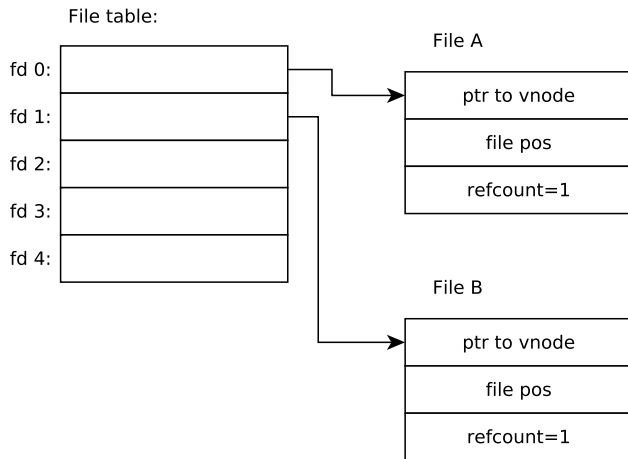 File table:
fd 0:
fd 1:
fd 2:
fd 3:
fd 4:
File A
ptr to vnode
file pos
refcount=1
File B
ptr to vnode
file pos
refcount=1